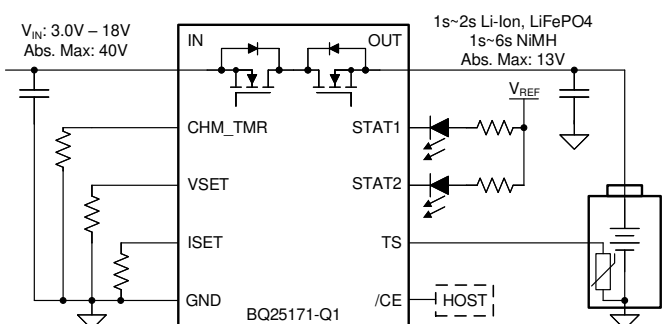 V_IN: 3.0V – 18V
Abs. Max: 40V
1s~2s Li-Ion, LiFePO4
1s~6s NiMH
Abs. Max: 13V
IN
OUT
V_REF
CHM_TMR
STAT1
VSET
STAT2
ISET
TS
GND
/CE
HOST
BQ25171-Q1